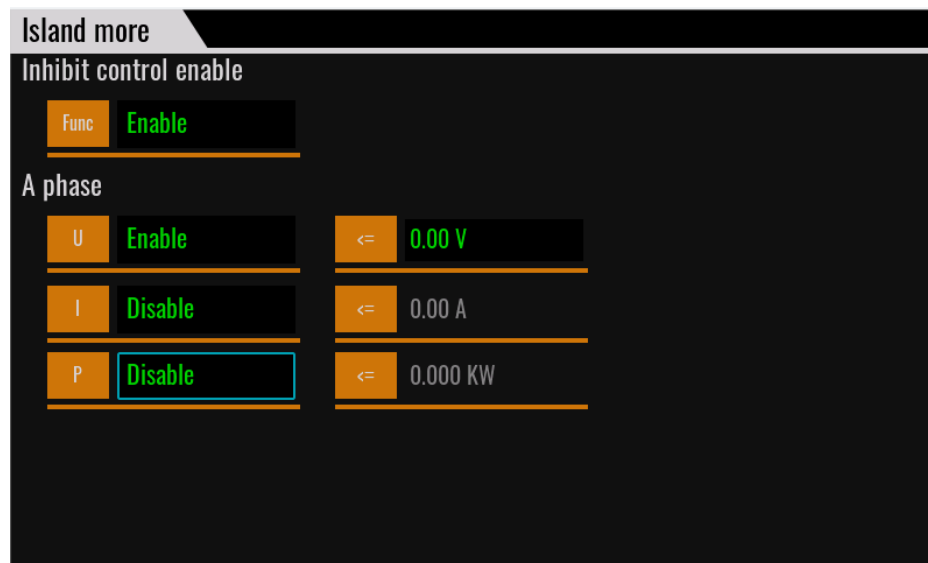 Island more
Inhibit control enable
Func Enable
A phase
U Enable <= 0.00 V
I Disable <= 0.00 A
P Disable <= 0.000 KW